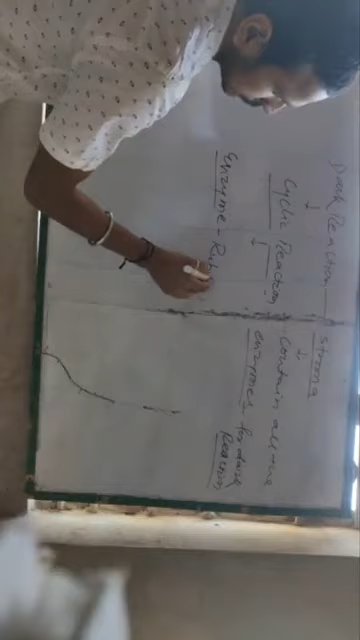 Dark Reaction — stroma
↓ ↓
Cyclic Reaction Contain all the
↓ enzymes for dark
Reaction
Enzyme - Rub